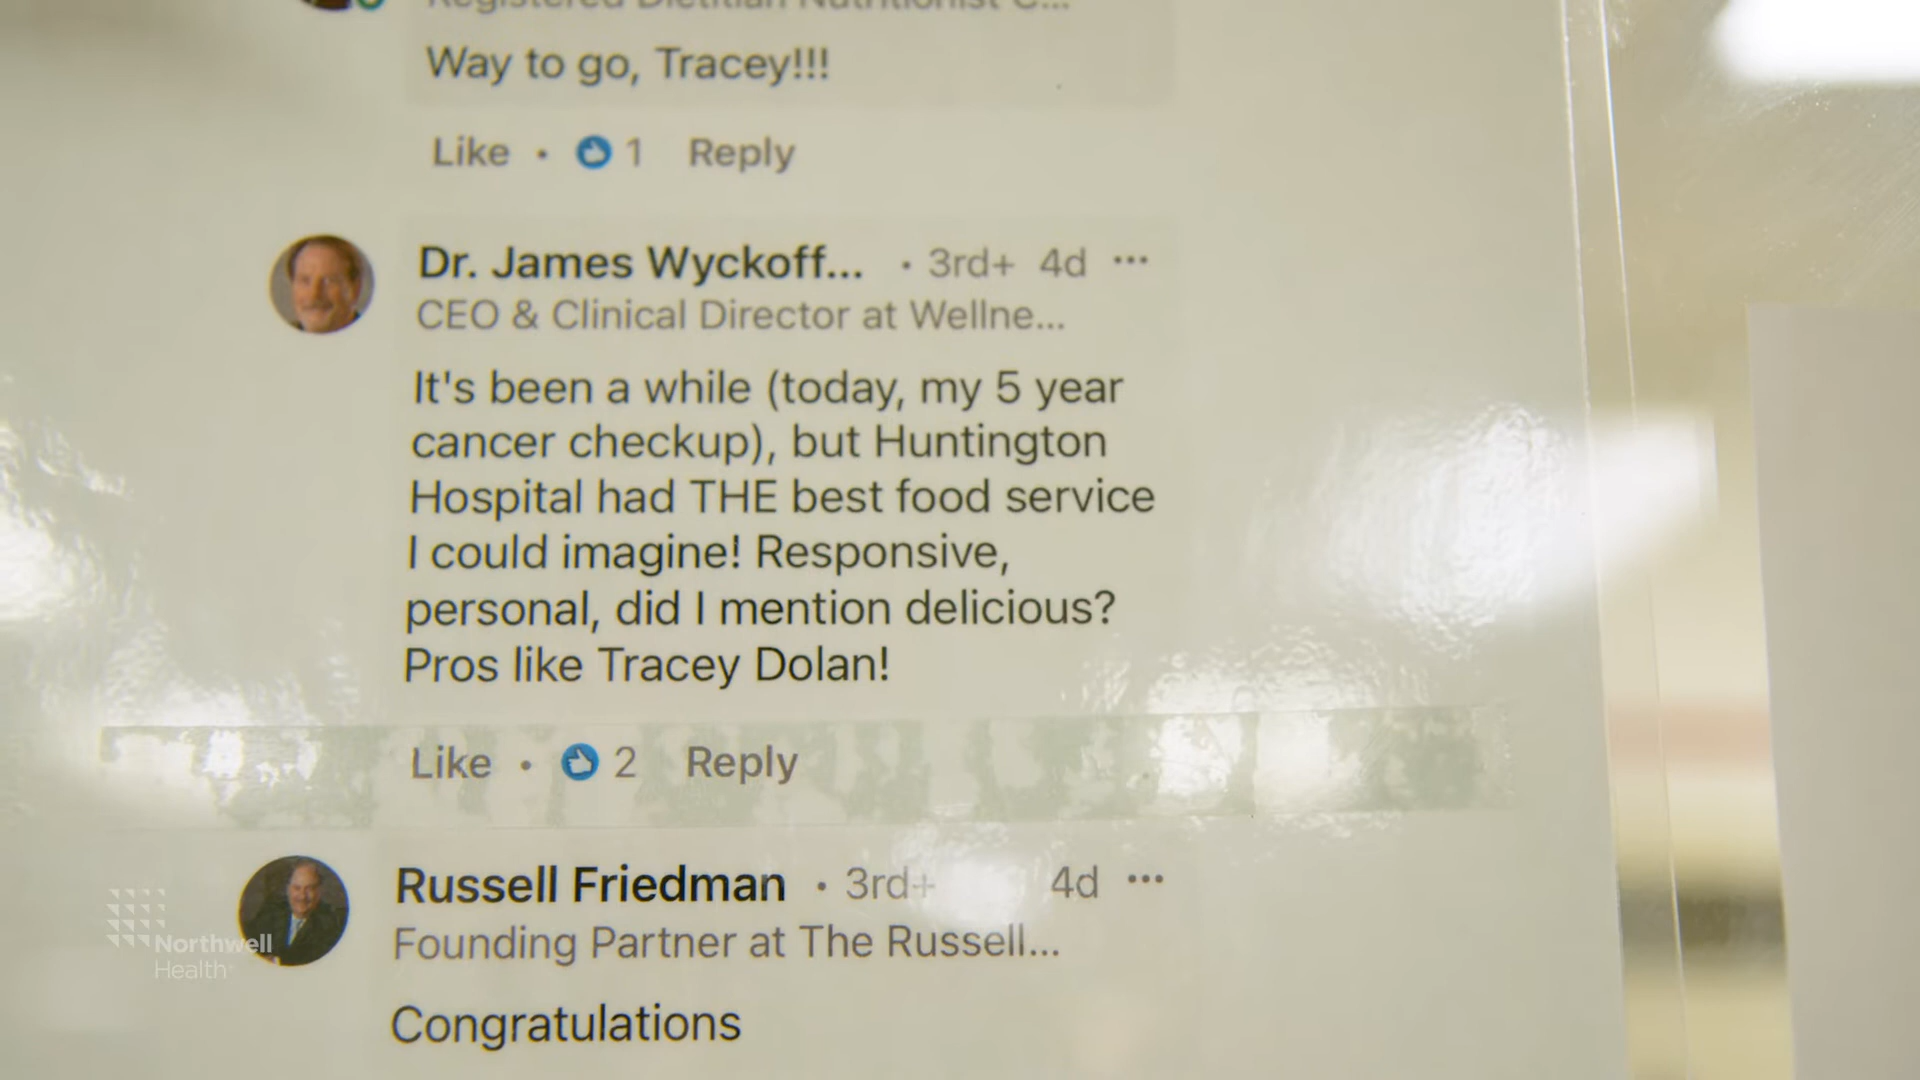 Registered Dietitian Nutritionist C...
Way to go, Tracey!!!
Like · 1 Reply
Dr. James Wyckoff... · 3rd+ 4d ...
CEO & Clinical Director at Wellne...
It's been a while (today, my 5 year
cancer checkup), but Huntington
Hospital had THE best food service
I could imagine! Responsive,
personal, did I mention delicious?
Pros like Tracey Dolan!
Like · 2 Reply
Russell Friedman · 3rd+ 4d ...
Founding Partner at The Russell...
Congratulations
Northwell
Health